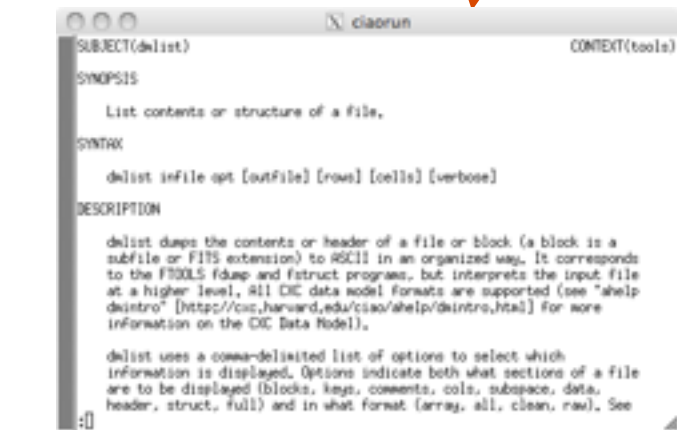 X ciaorun
SUBJECT(dmlist) CONTEXT(tools)
SYNOPSIS
List contents or structure of a file.
SYNTAX
dmlist infile opt [outfile] [rows] [cells] [verbose]
DESCRIPTION
dmlist dumps the contents or header of a file or block (a block is a
subfile or FITS extension) to ASCII in an organized way. It corresponds
to the FTOOLS fdump and fstruct programs, but interprets the input file
at a higher level. All CXC data model formats are supported (see "ahelp
dmintro" [http://cxc.harvard.edu/ciao/ahelp/dmintro.html] for more
information on the CXC Data Model).
dmlist uses a comma-delimited list of options to select which
information is displayed. Options indicate both what sections of a file
are to be displayed (blocks, keys, comments, cols, subspace, data,
header, struct, full) and in what format (array, all, clean, raw). See
: